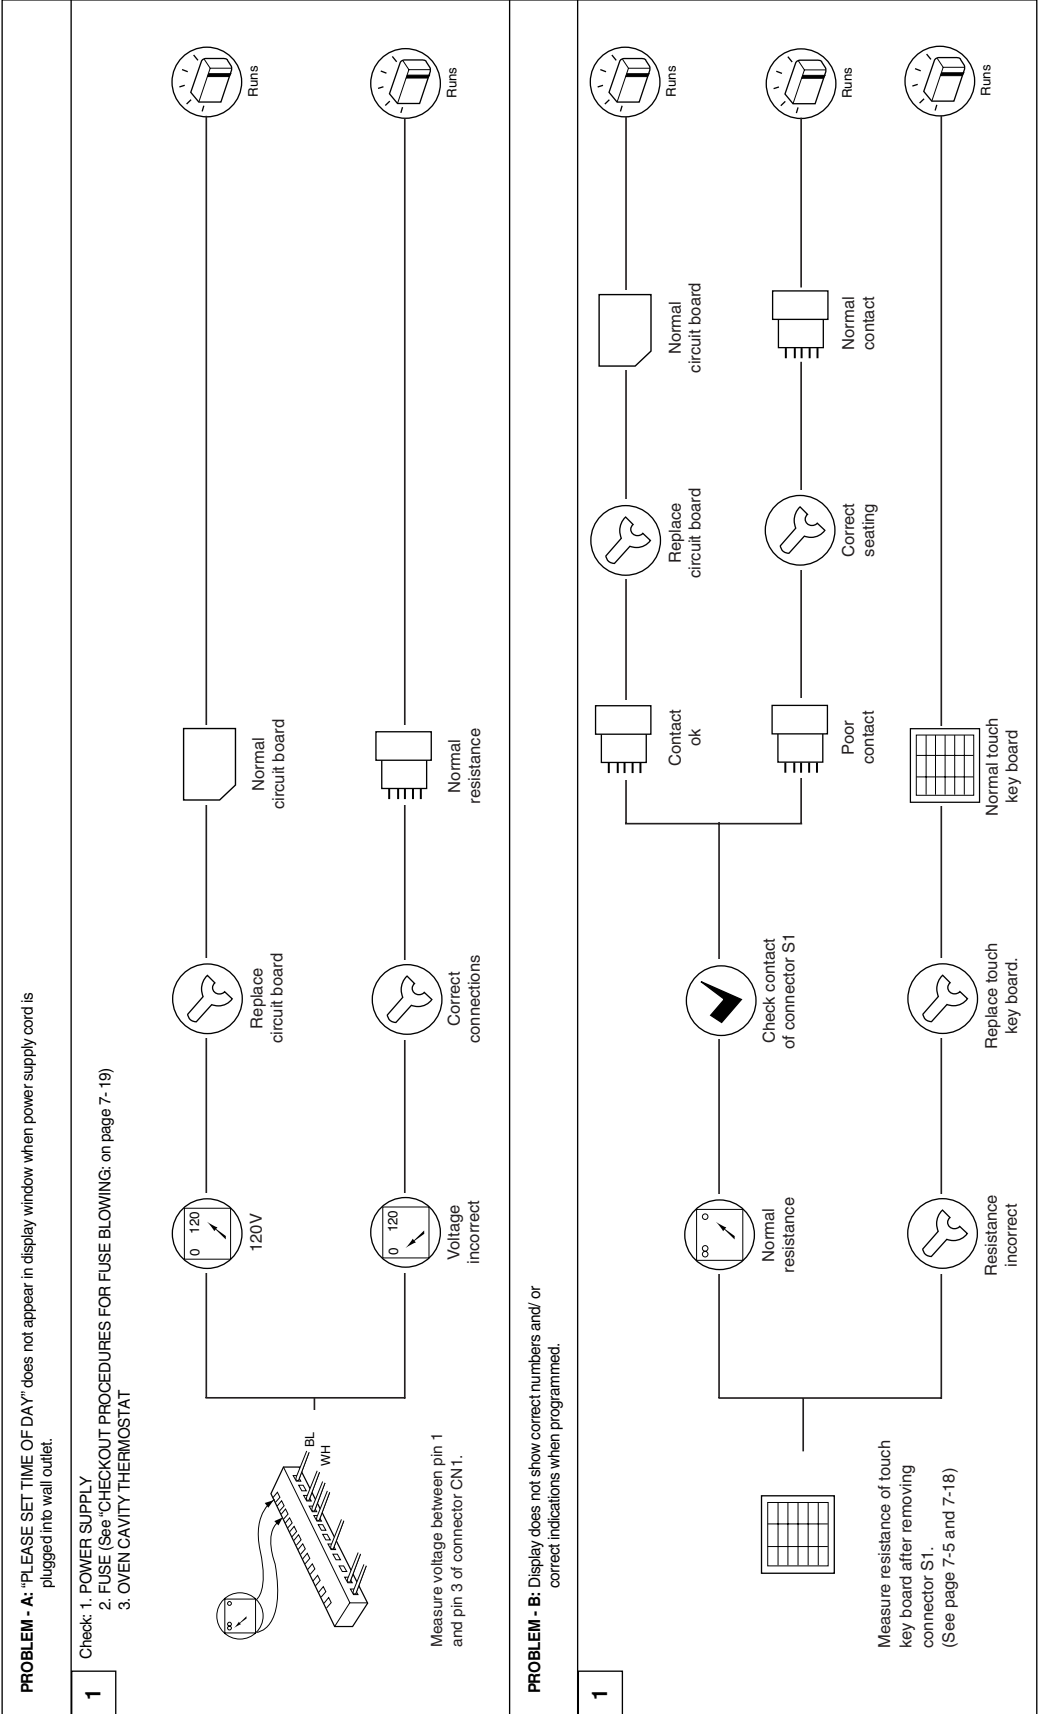 PROBLEM - A: "PLEASE SET TIME OF DAY" does not appear in display window when power supply cord is
plugged into wall outlet.
1
Check: 1. POWER SUPPLY
2. FUSE (See "CHECKOUT PROCEDURES FOR FUSE BLOWING: on page 7-19)
3. OVEN CAVITY THERMOSTAT
∞ o
BL
WH
Measure voltage between pin 1
and pin 3 of connector CN1.
0 120
120V
Replace
circuit board
Normal
circuit board
Runs
0 120
Voltage
incorrect
Correct
connections
Normal
resistance
Runs
PROBLEM - B: Display does not show correct numbers and/ or
correct indications when programmed.
1
Measure resistance of touch
key board after removing
connector S1.
(See page 7-5 and 7-18)
∞ o
Normal
resistance
Check contact
of connector S1
Contact
ok
Replace
circuit board
Normal
circuit board
Runs
Poor
contact
Correct
seating
Normal
contact
Runs
Resistance
incorrect
Replace touch
key board.
Normal touch
key board
Runs